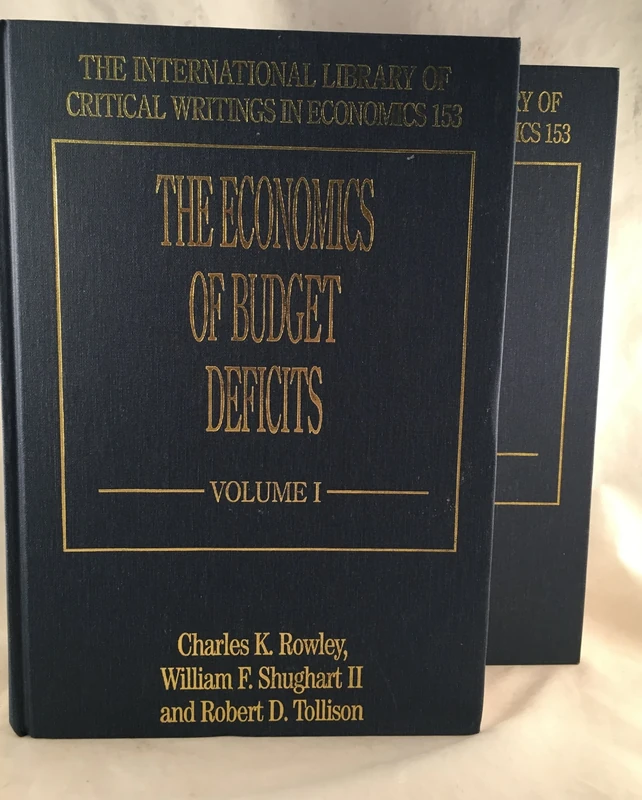 THE INTERNATIONAL LIBRARY OF
CRITICAL WRITINGS IN ECONOMICS 153
THE ECONOMICS
OF BUDGET
DEFICITS
VOLUME I
Charles K. Rowley,
William F. Shughart II
and Robert D. Tollison
OF
153